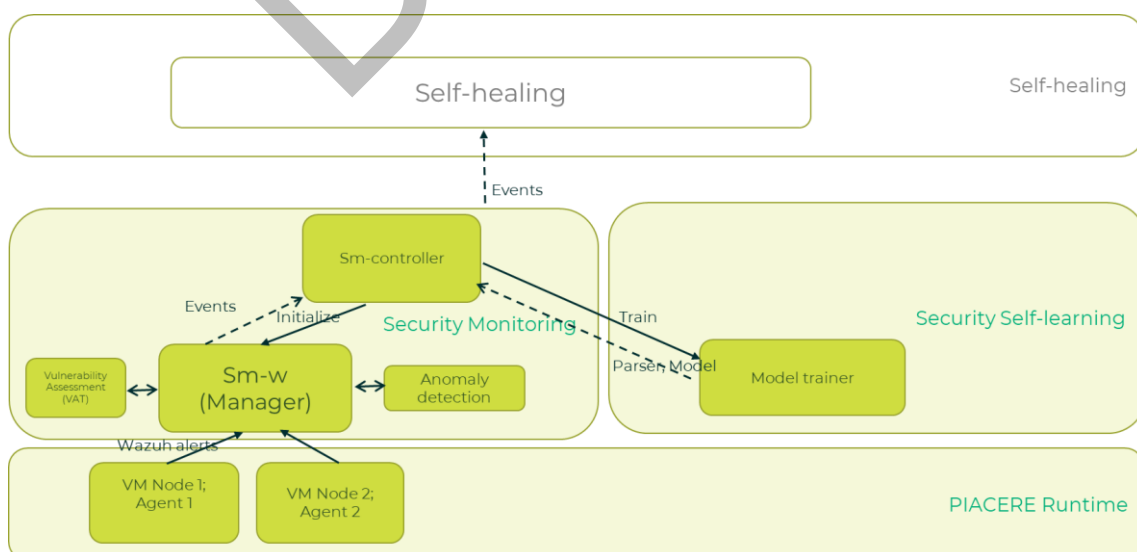 Self-healing
Self-healing
Events
Sm-controller
Events
Initialize
Security Monitoring
Train
Security Self-learning
Parser, Model
Vulnerability
Assessment
(VAT)
Sm-w
(Manager)
Anomaly
detection
Model trainer
Wazuh alerts
VM Node 1;
Agent 1
VM Node 2;
Agent 2
PIACERE Runtime